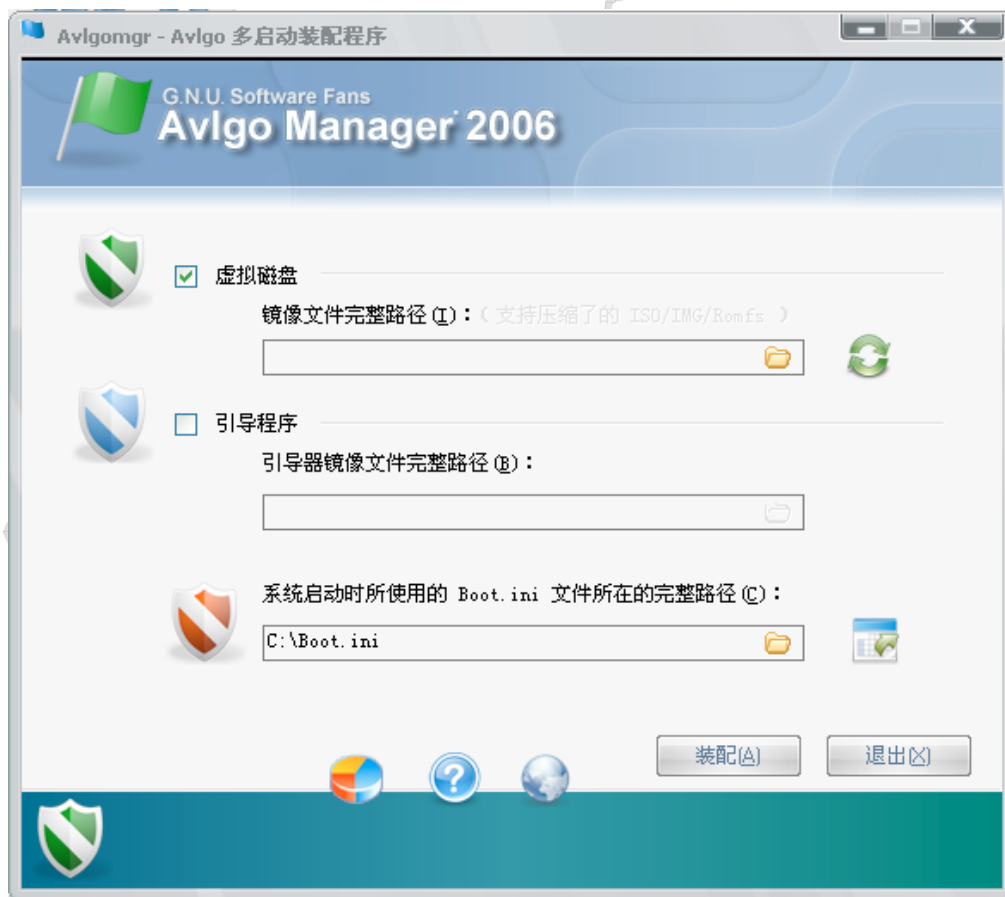 Avlgomgr - Avlgo 多启动装配程序
G.N.U. Software Fans
Avlgo Manager 2006
虚拟磁盘
镜像文件完整路径(I)：( 支持压缩了的 ISO/IMG/Romfs )
引导程序
引导器镜像文件完整路径(B)：
系统启动时所使用的 Boot.ini 文件所在的完整路径(C)：
C:\Boot.ini
装配(A) 退出(X)